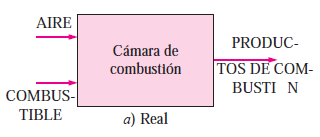 AIRE
Cámara de
combustión
PRODUC-
TOS DE COM-
BUSTI N
COMBUS-
TIBLE
a) Real